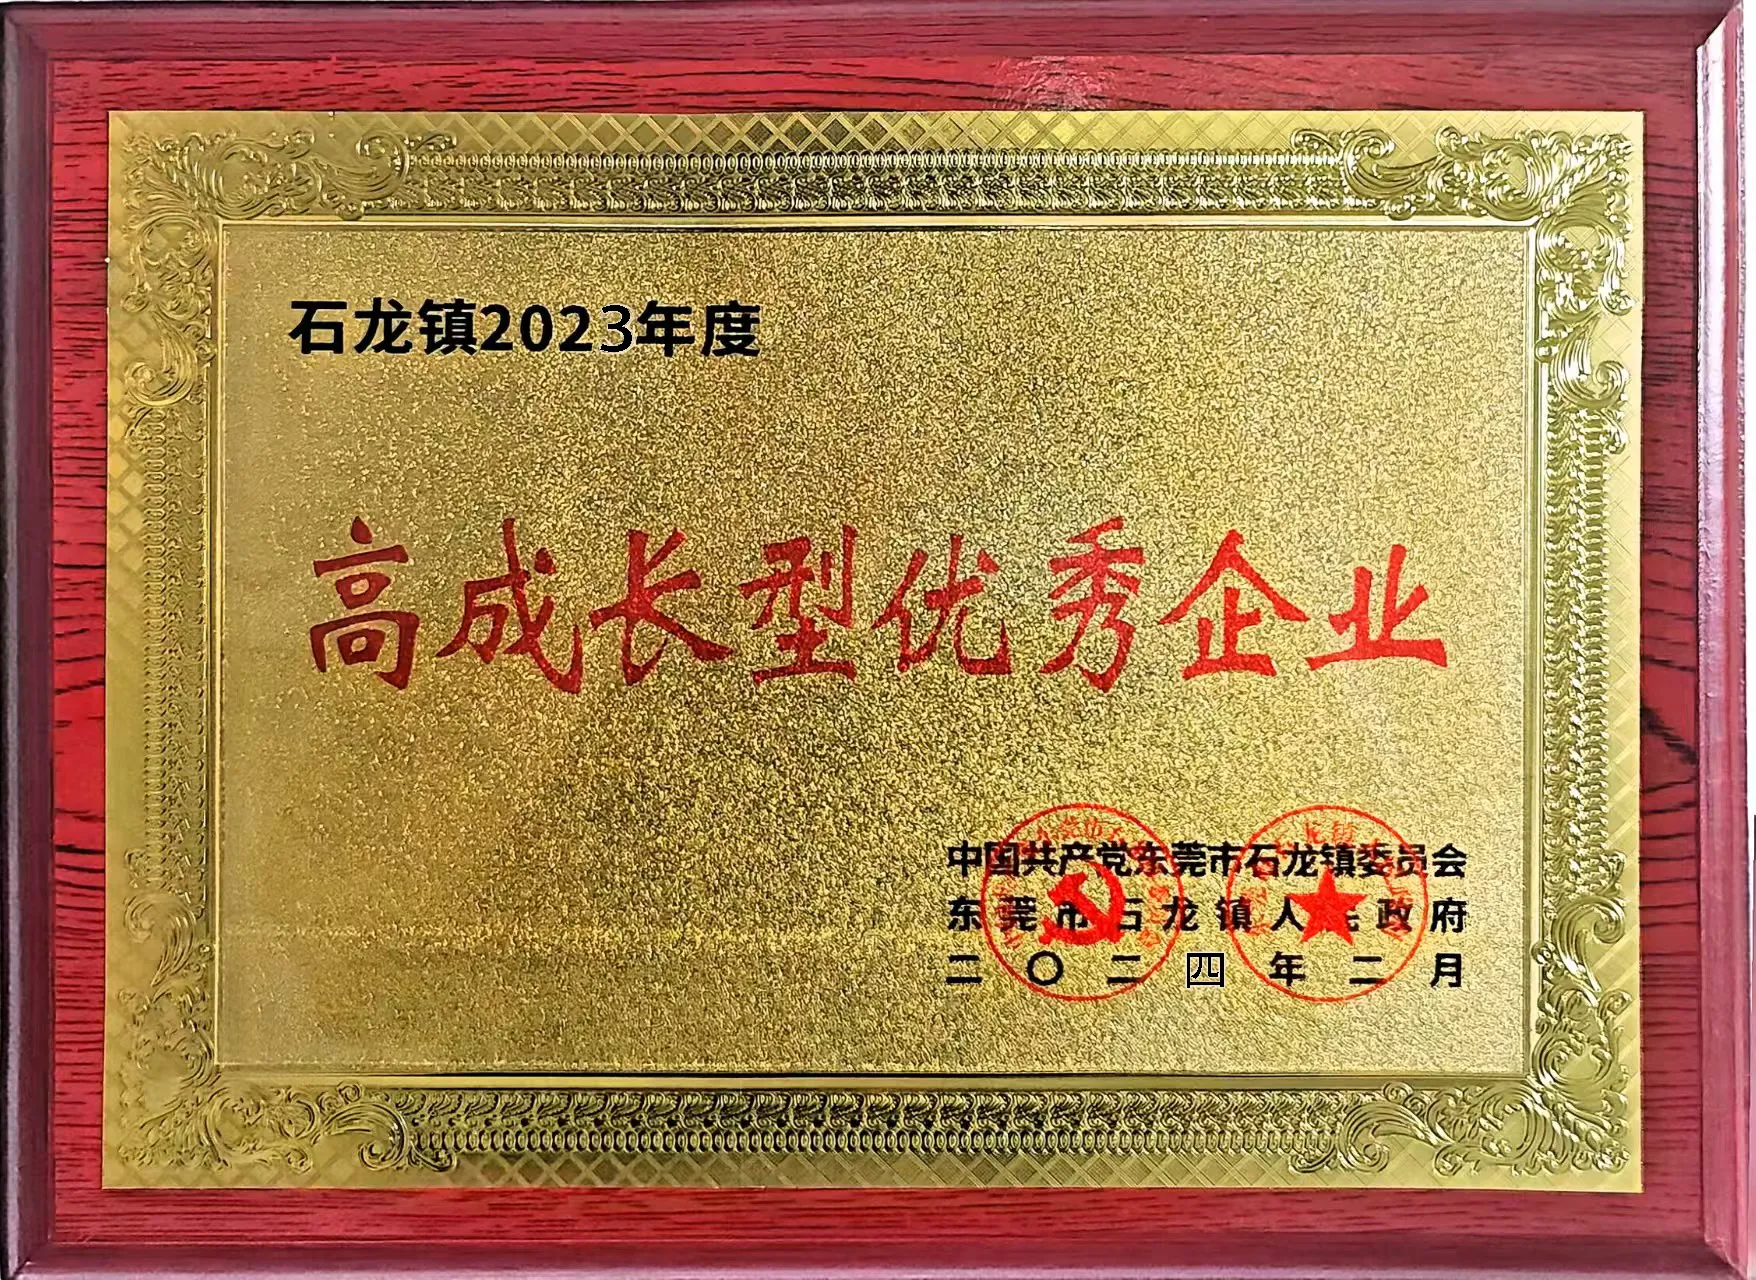 石龙镇2023年度
高成长型优秀企业
中国共产党东莞市石龙镇委员会
东莞市石龙镇人民政府
二〇二四年二月